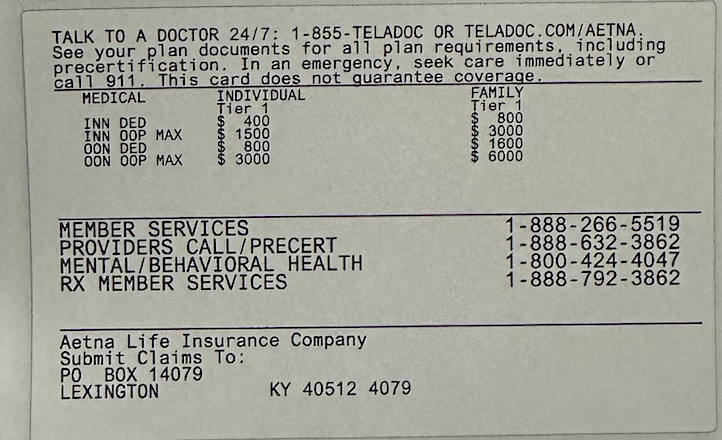 TALK TO A DOCTOR 24/7: 1-855-TELADOC OR TELADOC.COM/AETNA.
See your plan documents for all plan requirements, including
precertification. In an emergency, seek care immediately or
call 911. This card does not guarantee coverage.
MEDICAL INDIVIDUAL FAMILY
Tier 1 Tier 1
INN DED $ 400 $ 800
INN OOP MAX $ 1500 $ 3000
OON DED $ 800 $ 1600
OON OOP MAX $ 3000 $ 6000
MEMBER SERVICES 1-888-266-5519
PROVIDERS CALL/PRECERT 1-888-632-3862
MENTAL/BEHAVIORAL HEALTH 1-800-424-4047
RX MEMBER SERVICES 1-888-792-3862
Aetna Life Insurance Company
Submit Claims To:
PO BOX 14079
LEXINGTON KY 40512 4079